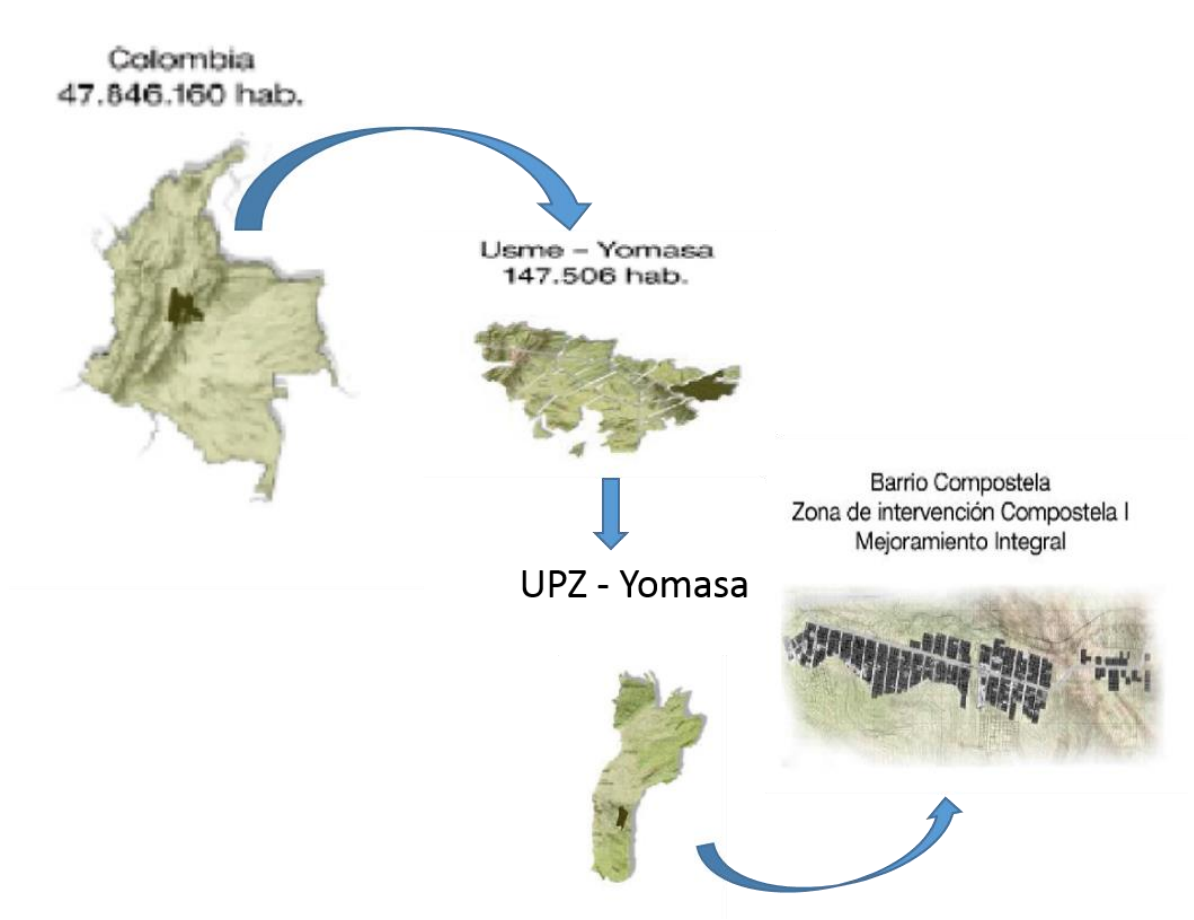 Colombia
47.846.160 hab.
Usme – Yomasa
147.506 hab.
UPZ - Yomasa
Barrio Compostela
Zona de intervención Compostela I
Mejoramiento Integral